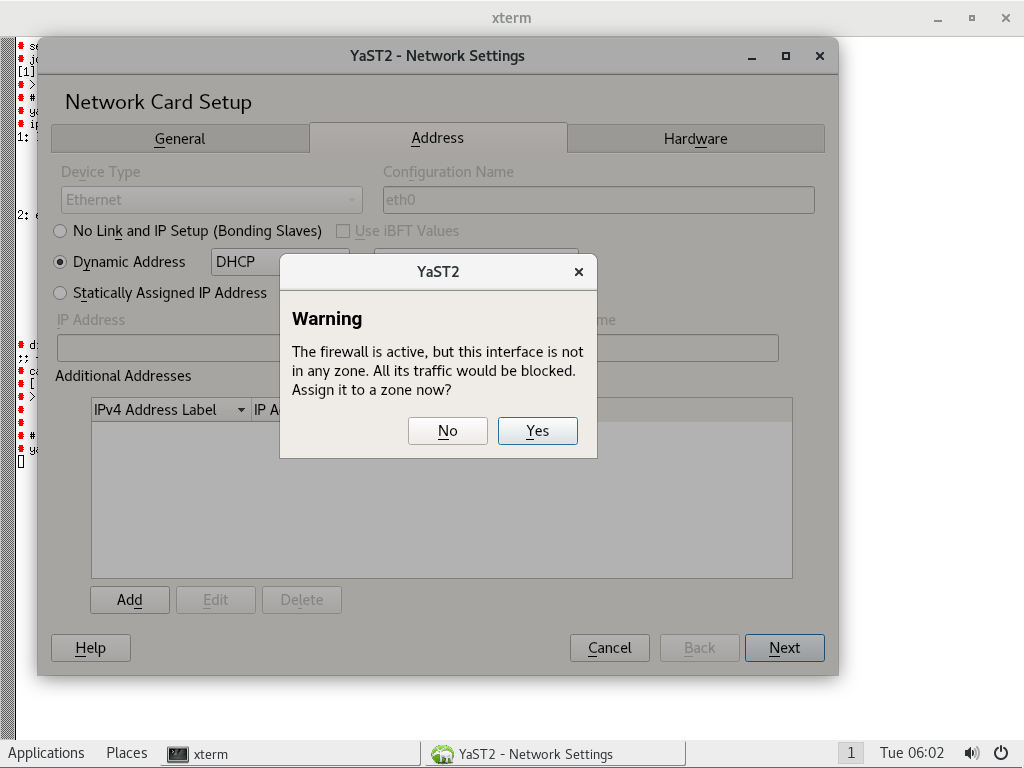 xterm
YaST2 - Network Settings
Network Card Setup
General
Address
Hardware
Device Type
Configuration Name
Ethernet
eth0
No Link and IP Setup (Bonding Slaves)
Use iBFT Values
Dynamic Address
DHCP
Statically Assigned IP Address
IP Address
Additional Addresses
IPv4 Address Label
IP A
YaST2
Warning
The firewall is active, but this interface is not
in any zone. All its traffic would be blocked.
Assign it to a zone now?
No
Yes
Add
Edit
Delete
Help
Cancel
Back
Next
[1]
>
#
1:
2:
[
>
#
Applications
Places
xterm
YaST2 - Network Settings
1
Tue 06:02